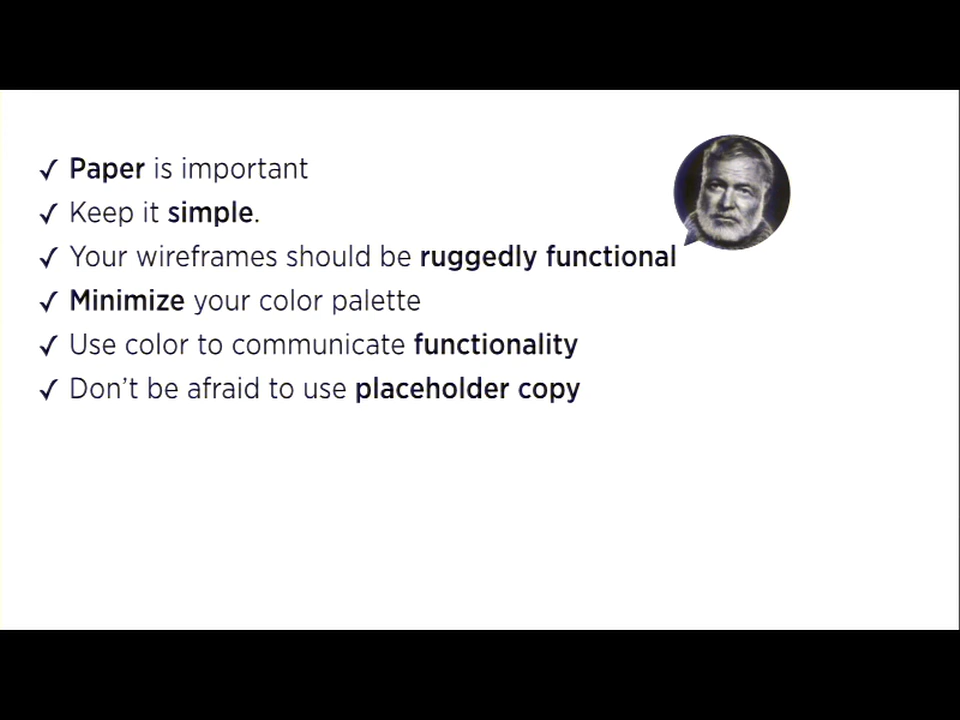 ✓ Paper is important
✓ Keep it simple.
✓ Your wireframes should be ruggedly functional
✓ Minimize your color palette
✓ Use color to communicate functionality
✓ Don’t be afraid to use placeholder copy